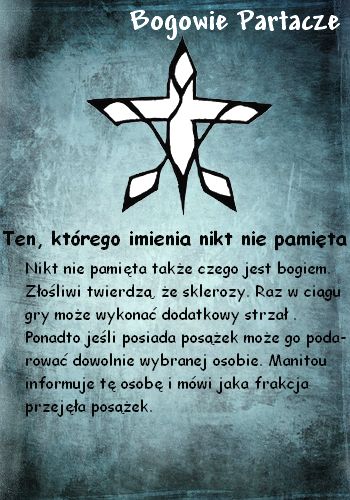 Bogowie Partacze
Ten, którego imienia nikt nie pamięta
Nikt nie pamięta także czego jest bogiem.
Złośliwi twierdzą, że sklerozy. Raz w ciągu
gry może wykonać dodatkowy strzał .
Ponadto jeśli posiada posążek może go poda-
rować dowolnie wybranej osobie. Manitou
informuje tę osobę i mówi jaka frakcja
przejęła posążek.